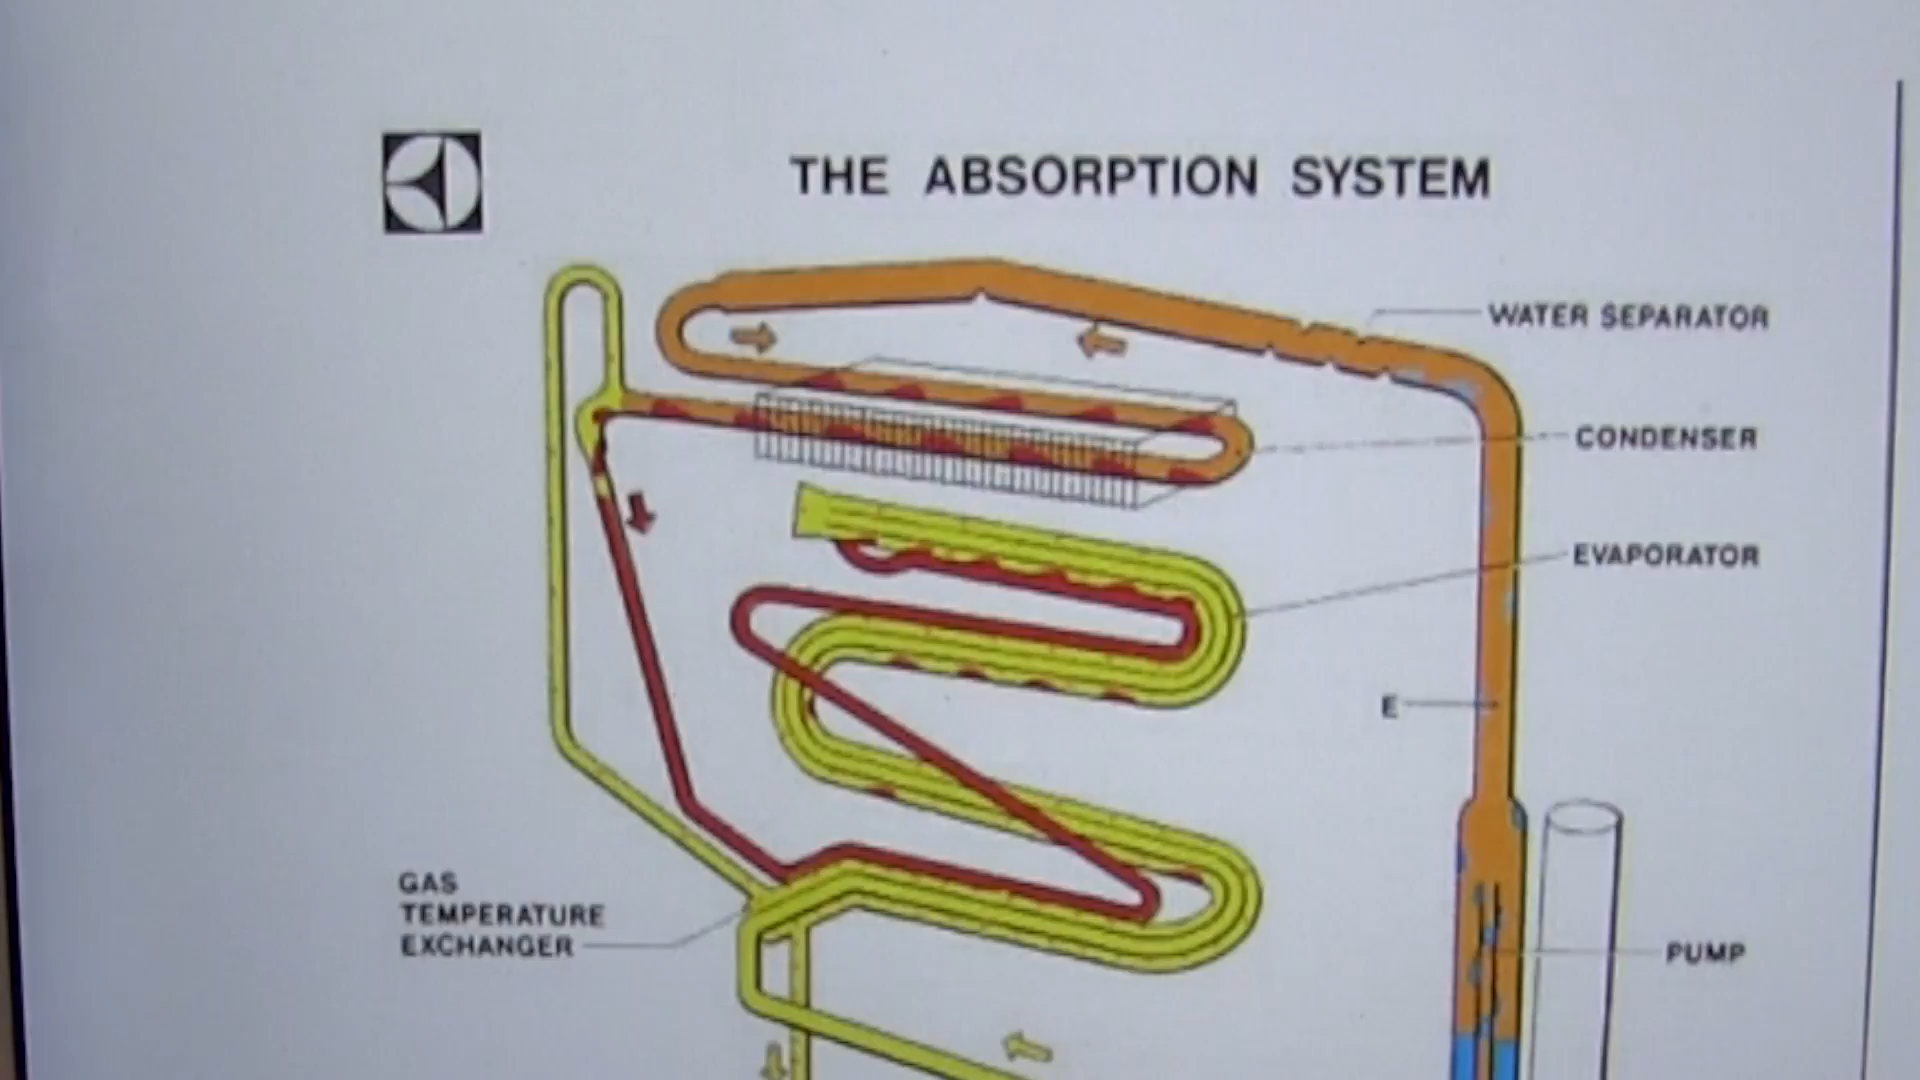 THE ABSORPTION SYSTEM
WATER SEPARATOR
CONDENSER
EVAPORATOR
E
GAS
TEMPERATURE
EXCHANGER
PUMP